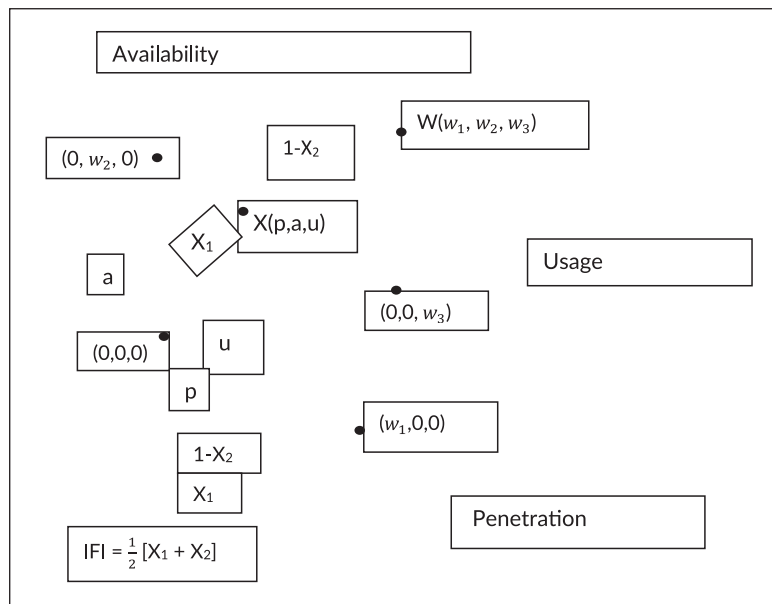 Availability
W(w₁, w₂, w₃)
1-X₂
(0, w₂, 0)
X(p,a,u)
X₁
Usage
a
(0,0,w₃)
u
(0,0,0)
p
(w₁,0,0)
1-X₂
X₁
Penetration
IFI = ½ [X₁ + X₂]